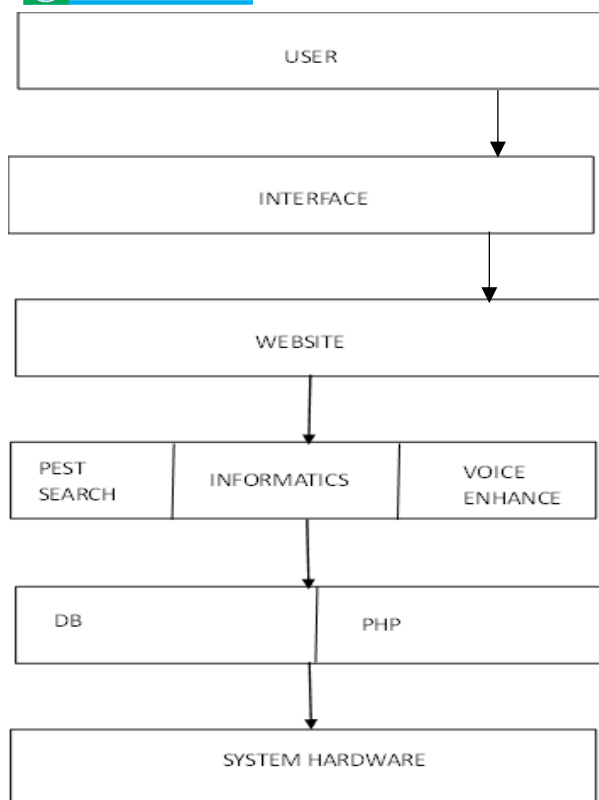 USER
INTERFACE
WEBSITE
PEST
SEARCH
INFORMATICS
VOICE
ENHANCE
DB
PHP
SYSTEM HARDWARE